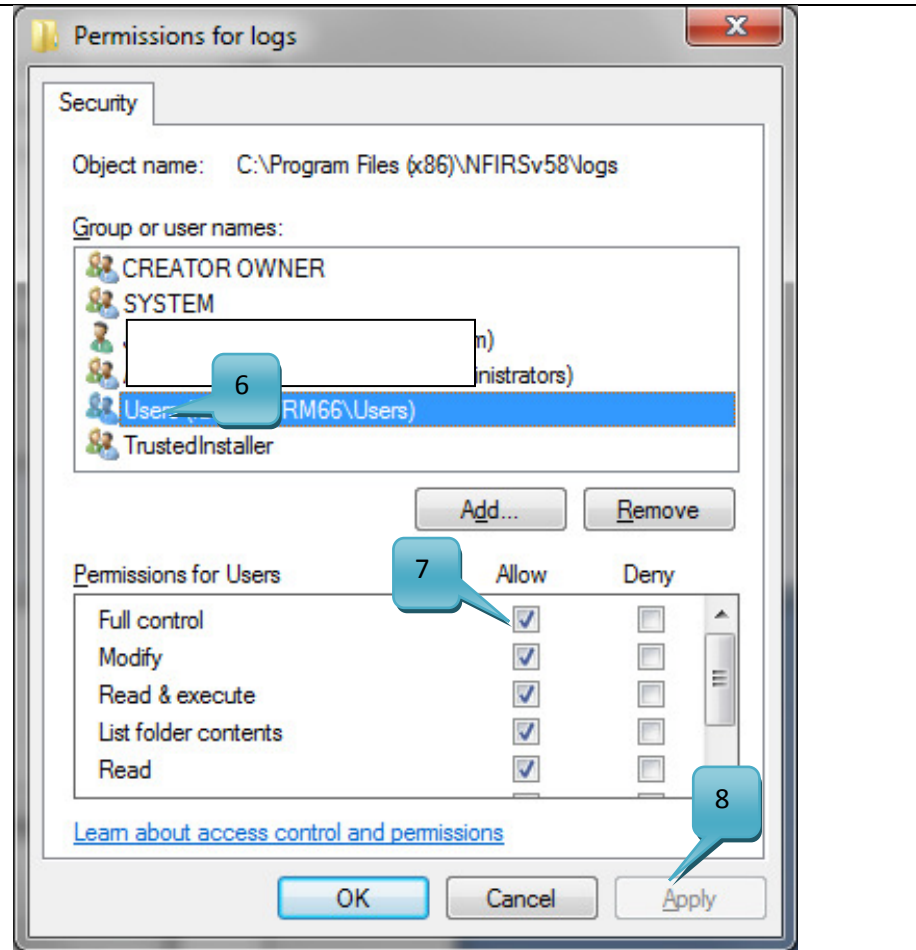 Permissions for logs
Security
Object name: C:\Program Files (x86)\NFIRSv58\logs
Group or user names:
CREATOR OWNER
SYSTEM
6
Users RM66\Users)
TrustedInstaller
Add...
Remove
Permissions for Users
7
Allow
Deny
Full control
Modify
Read & execute
List folder contents
Read
8
Learn about access control and permissions
OK
Cancel
Apply